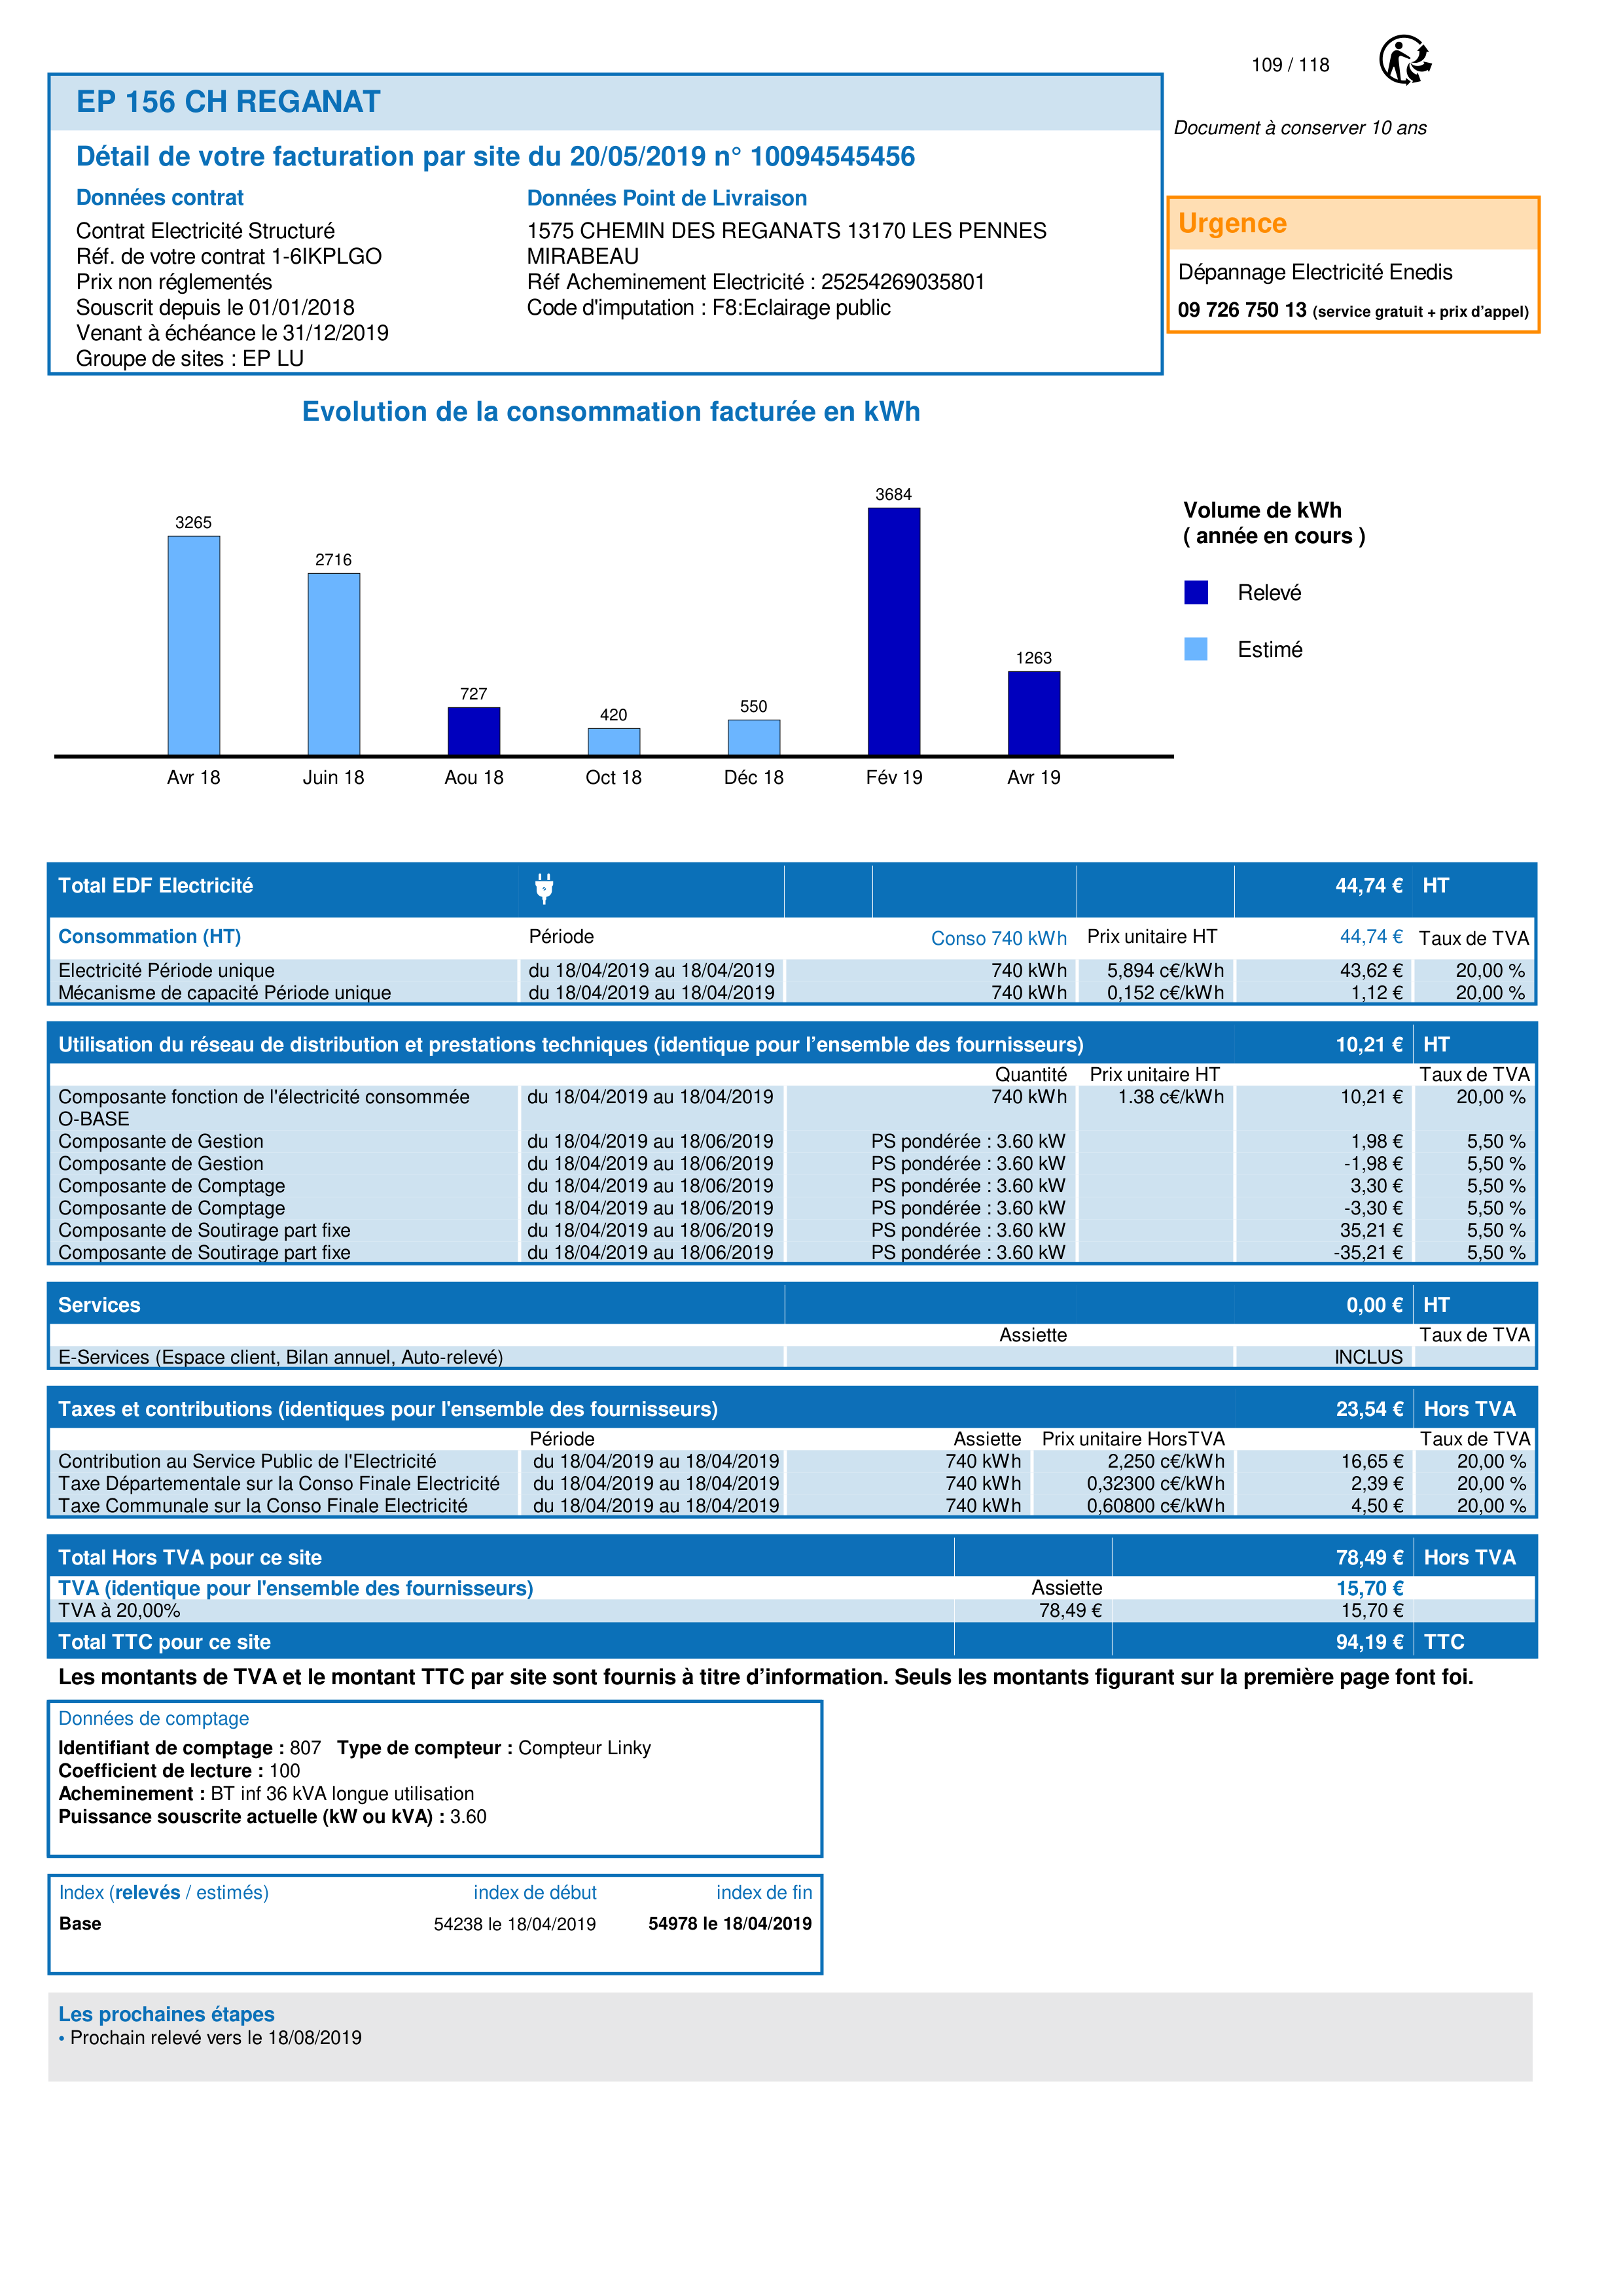 109 / 118
EP 156 CH REGANAT
Document à conserver 10 ans
Détail de votre facturation par site du 20/05/2019 n° 10094545456
Données contrat
Contrat Electricité Structuré
Réf. de votre contrat 1-6IKPLGO
Prix non réglementés
Souscrit depuis le 01/01/2018
Venant à échéance le 31/12/2019
Groupe de sites : EP LU
Données Point de Livraison
1575 CHEMIN DES REGANATS 13170 LES PENNES
MIRABEAU
Réf Acheminement Electricité : 25254269035801
Code d'imputation : F8:Eclairage public
Urgence
Dépannage Electricité Enedis
09 726 750 13 (service gratuit + prix d’appel)
Evolution de la consommation facturée en kWh
3265 2716 727 420 550 3684 1263
Avr 18 Juin 18 Aou 18 Oct 18 Déc 18 Fév 19 Avr 19
Volume de kWh
( année en cours )
Relevé
Estimé
Total EDF Electricité 44,74 € HT
Consommation (HT) Période Conso 740 kWh Prix unitaire HT 44,74 € Taux de TVA
Electricité Période unique du 18/04/2019 au 18/04/2019 740 kWh 5,894 c€/kWh 43,62 € 20,00 %
Mécanisme de capacité Période unique du 18/04/2019 au 18/04/2019 740 kWh 0,152 c€/kWh 1,12 € 20,00 %
Utilisation du réseau de distribution et prestations techniques (identique pour l’ensemble des fournisseurs) 10,21 € HT
Quantité Prix unitaire HT Taux de TVA
Composante fonction de l'électricité consommée du 18/04/2019 au 18/04/2019 740 kWh 1.38 c€/kWh 10,21 € 20,00 %
O-BASE
Composante de Gestion du 18/04/2019 au 18/06/2019 PS pondérée : 3.60 kW 1,98 € 5,50 %
Composante de Gestion du 18/04/2019 au 18/06/2019 PS pondérée : 3.60 kW -1,98 € 5,50 %
Composante de Comptage du 18/04/2019 au 18/06/2019 PS pondérée : 3.60 kW 3,30 € 5,50 %
Composante de Comptage du 18/04/2019 au 18/06/2019 PS pondérée : 3.60 kW -3,30 € 5,50 %
Composante de Soutirage part fixe du 18/04/2019 au 18/06/2019 PS pondérée : 3.60 kW 35,21 € 5,50 %
Composante de Soutirage part fixe du 18/04/2019 au 18/06/2019 PS pondérée : 3.60 kW -35,21 € 5,50 %
Services 0,00 € HT
Assiette Taux de TVA
E-Services (Espace client, Bilan annuel, Auto-relevé) INCLUS
Taxes et contributions (identiques pour l'ensemble des fournisseurs) 23,54 € Hors TVA
Période Assiette Prix unitaire HorsTVA Taux de TVA
Contribution au Service Public de l'Electricité du 18/04/2019 au 18/04/2019 740 kWh 2,250 c€/kWh 16,65 € 20,00 %
Taxe Départementale sur la Conso Finale Electricité du 18/04/2019 au 18/04/2019 740 kWh 0,32300 c€/kWh 2,39 € 20,00 %
Taxe Communale sur la Conso Finale Electricité du 18/04/2019 au 18/04/2019 740 kWh 0,60800 c€/kWh 4,50 € 20,00 %
Total Hors TVA pour ce site 78,49 € Hors TVA
TVA (identique pour l'ensemble des fournisseurs) Assiette 15,70 €
TVA à 20,00% 78,49 € 15,70 €
Total TTC pour ce site 94,19 € TTC
Les montants de TVA et le montant TTC par site sont fournis à titre d’information. Seuls les montants figurant sur la première page font foi.
Données de comptage
Identifiant de comptage : 807 Type de compteur : Compteur Linky
Coefficient de lecture : 100
Acheminement : BT inf 36 kVA longue utilisation
Puissance souscrite actuelle (kW ou kVA) : 3.60
Index (relevés / estimés) index de début index de fin
Base 54238 le 18/04/2019 54978 le 18/04/2019
Les prochaines étapes
• Prochain relevé vers le 18/08/2019